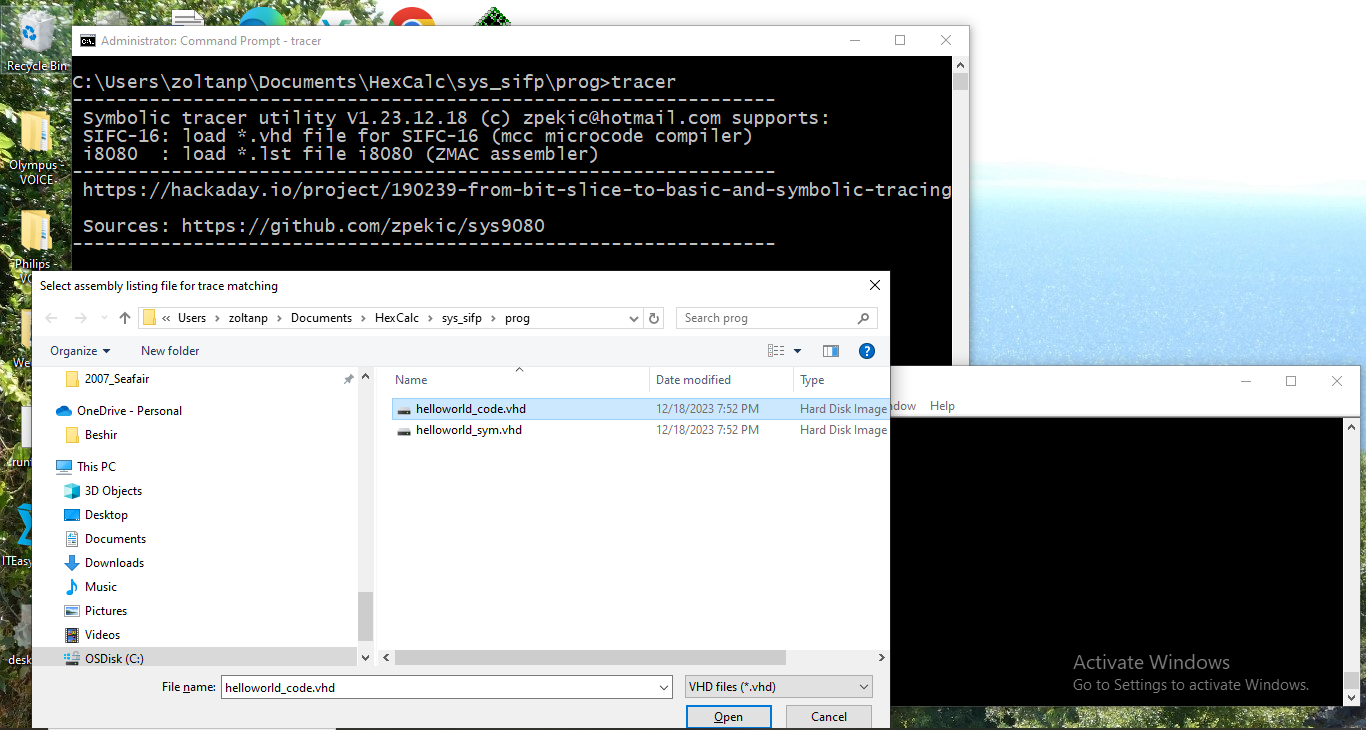 Recycle Bin
Administrator: Command Prompt - tracer
C:\Users\zoltanp\Documents\HexCalc\sys_sifp\prog>tracer
----------------------------------------------------------------
Symbolic tracer utility V1.23.12.18 (c) zpekic@hotmail.com supports:
SIFC-16: load *.vhd file for SIFC-16 (mcc microcode compiler)
i8080  : load *.lst file i8080 (ZMAC assembler)
----------------------------------------------------------------
https://hackaday.io/project/190239-from-bit-slice-to-basic-and-symbolic-tracing
Sources: https://github.com/zpekic/sys9080
----------------------------------------------------------------
Olympus -
VOICE
Philips -
Select assembly listing file for trace matching
« Users › zoltanp › Documents › HexCalc › sys_sifp › prog
Search prog
Organize
New folder
Name
Date modified
Type
helloworld_code.vhd
12/18/2023 7:52 PM
Hard Disk Image
helloworld_sym.vhd
12/18/2023 7:52 PM
Hard Disk Image
2007_Seafair
OneDrive - Personal
Beshir
This PC
3D Objects
Desktop
Documents
Downloads
Music
Pictures
Videos
OSDisk (C:)
File name:
helloworld_code.vhd
VHD files (*.vhd)
Open
Cancel
Help
Activate Windows
Go to Settings to activate Windows.